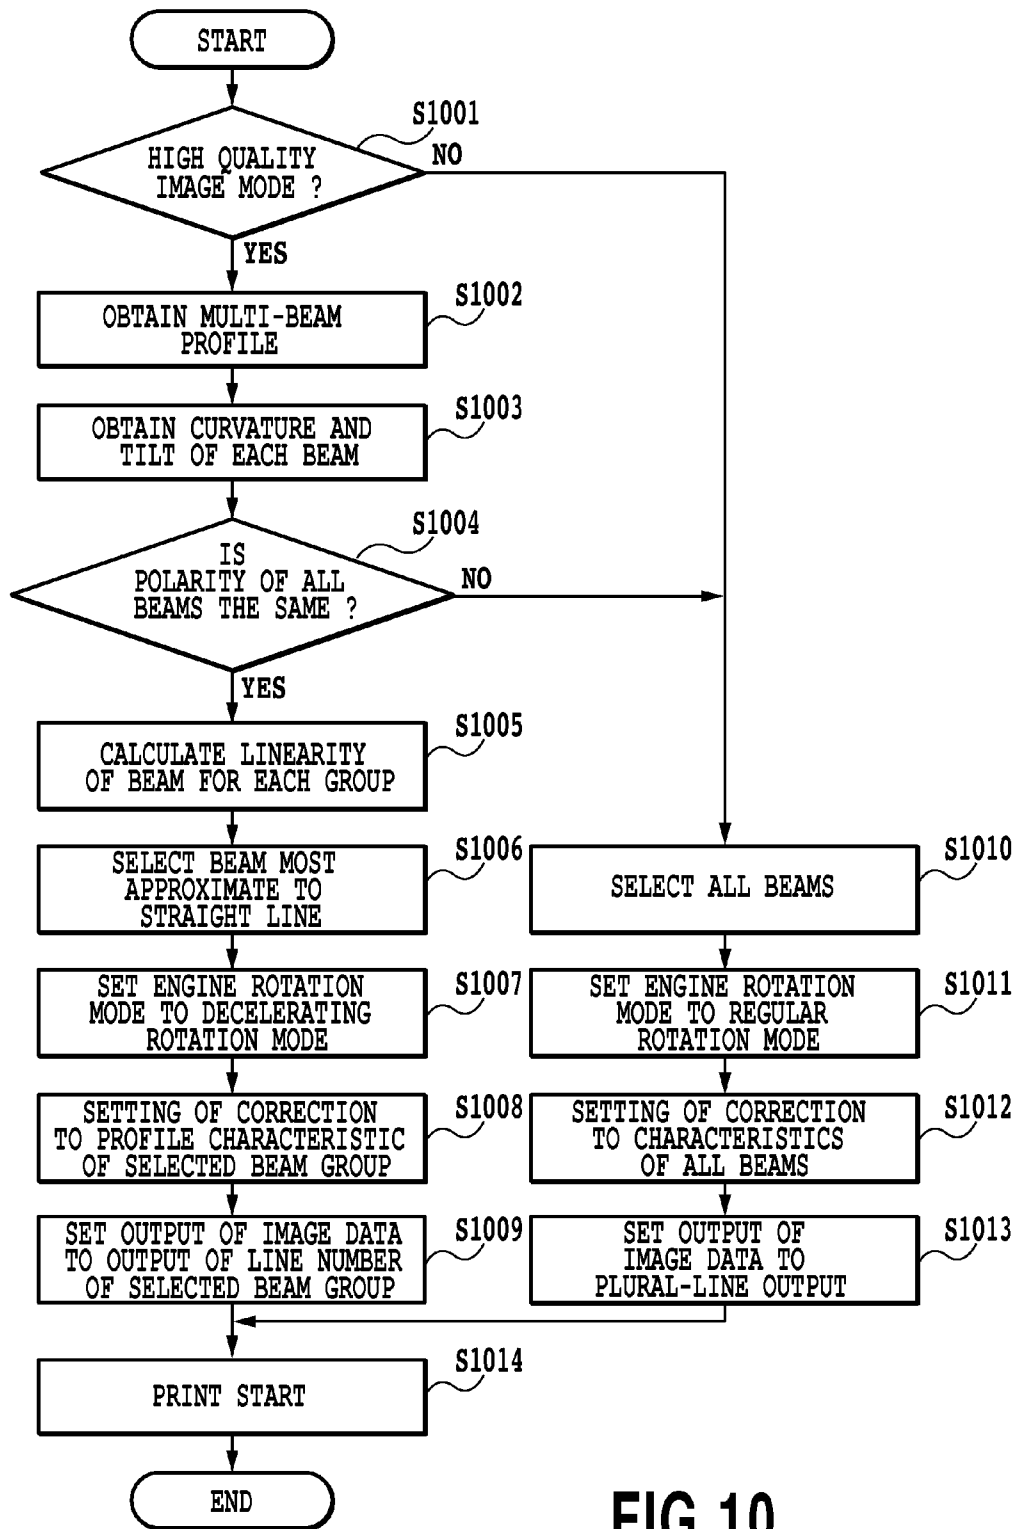 START
S1001
HIGH QUALITY
IMAGE MODE ?
NO
YES
S1002
OBTAIN MULTI-BEAM
PROFILE
S1003
OBTAIN CURVATURE AND
TILT OF EACH BEAM
S1004
IS
POLARITY OF ALL
BEAMS THE SAME ?
NO
YES
S1005
CALCULATE LINEARITY
OF BEAM FOR EACH GROUP
S1006
SELECT BEAM MOST
APPROXIMATE TO
STRAIGHT LINE
S1010
SELECT ALL BEAMS
S1007
SET ENGINE ROTATION
MODE TO DECELERATING
ROTATION MODE
S1011
SET ENGINE ROTATION
MODE TO REGULAR
ROTATION MODE
S1008
SETTING OF CORRECTION
TO PROFILE CHARACTERISTIC
OF SELECTED BEAM GROUP
S1012
SETTING OF CORRECTION
TO CHARACTERISTICS
OF ALL BEAMS
S1009
SET OUTPUT OF IMAGE DATA
TO OUTPUT OF LINE NUMBER
OF SELECTED BEAM GROUP
S1013
SET OUTPUT OF
IMAGE DATA TO
PLURAL-LINE OUTPUT
S1014
PRINT START
END
FIG.10